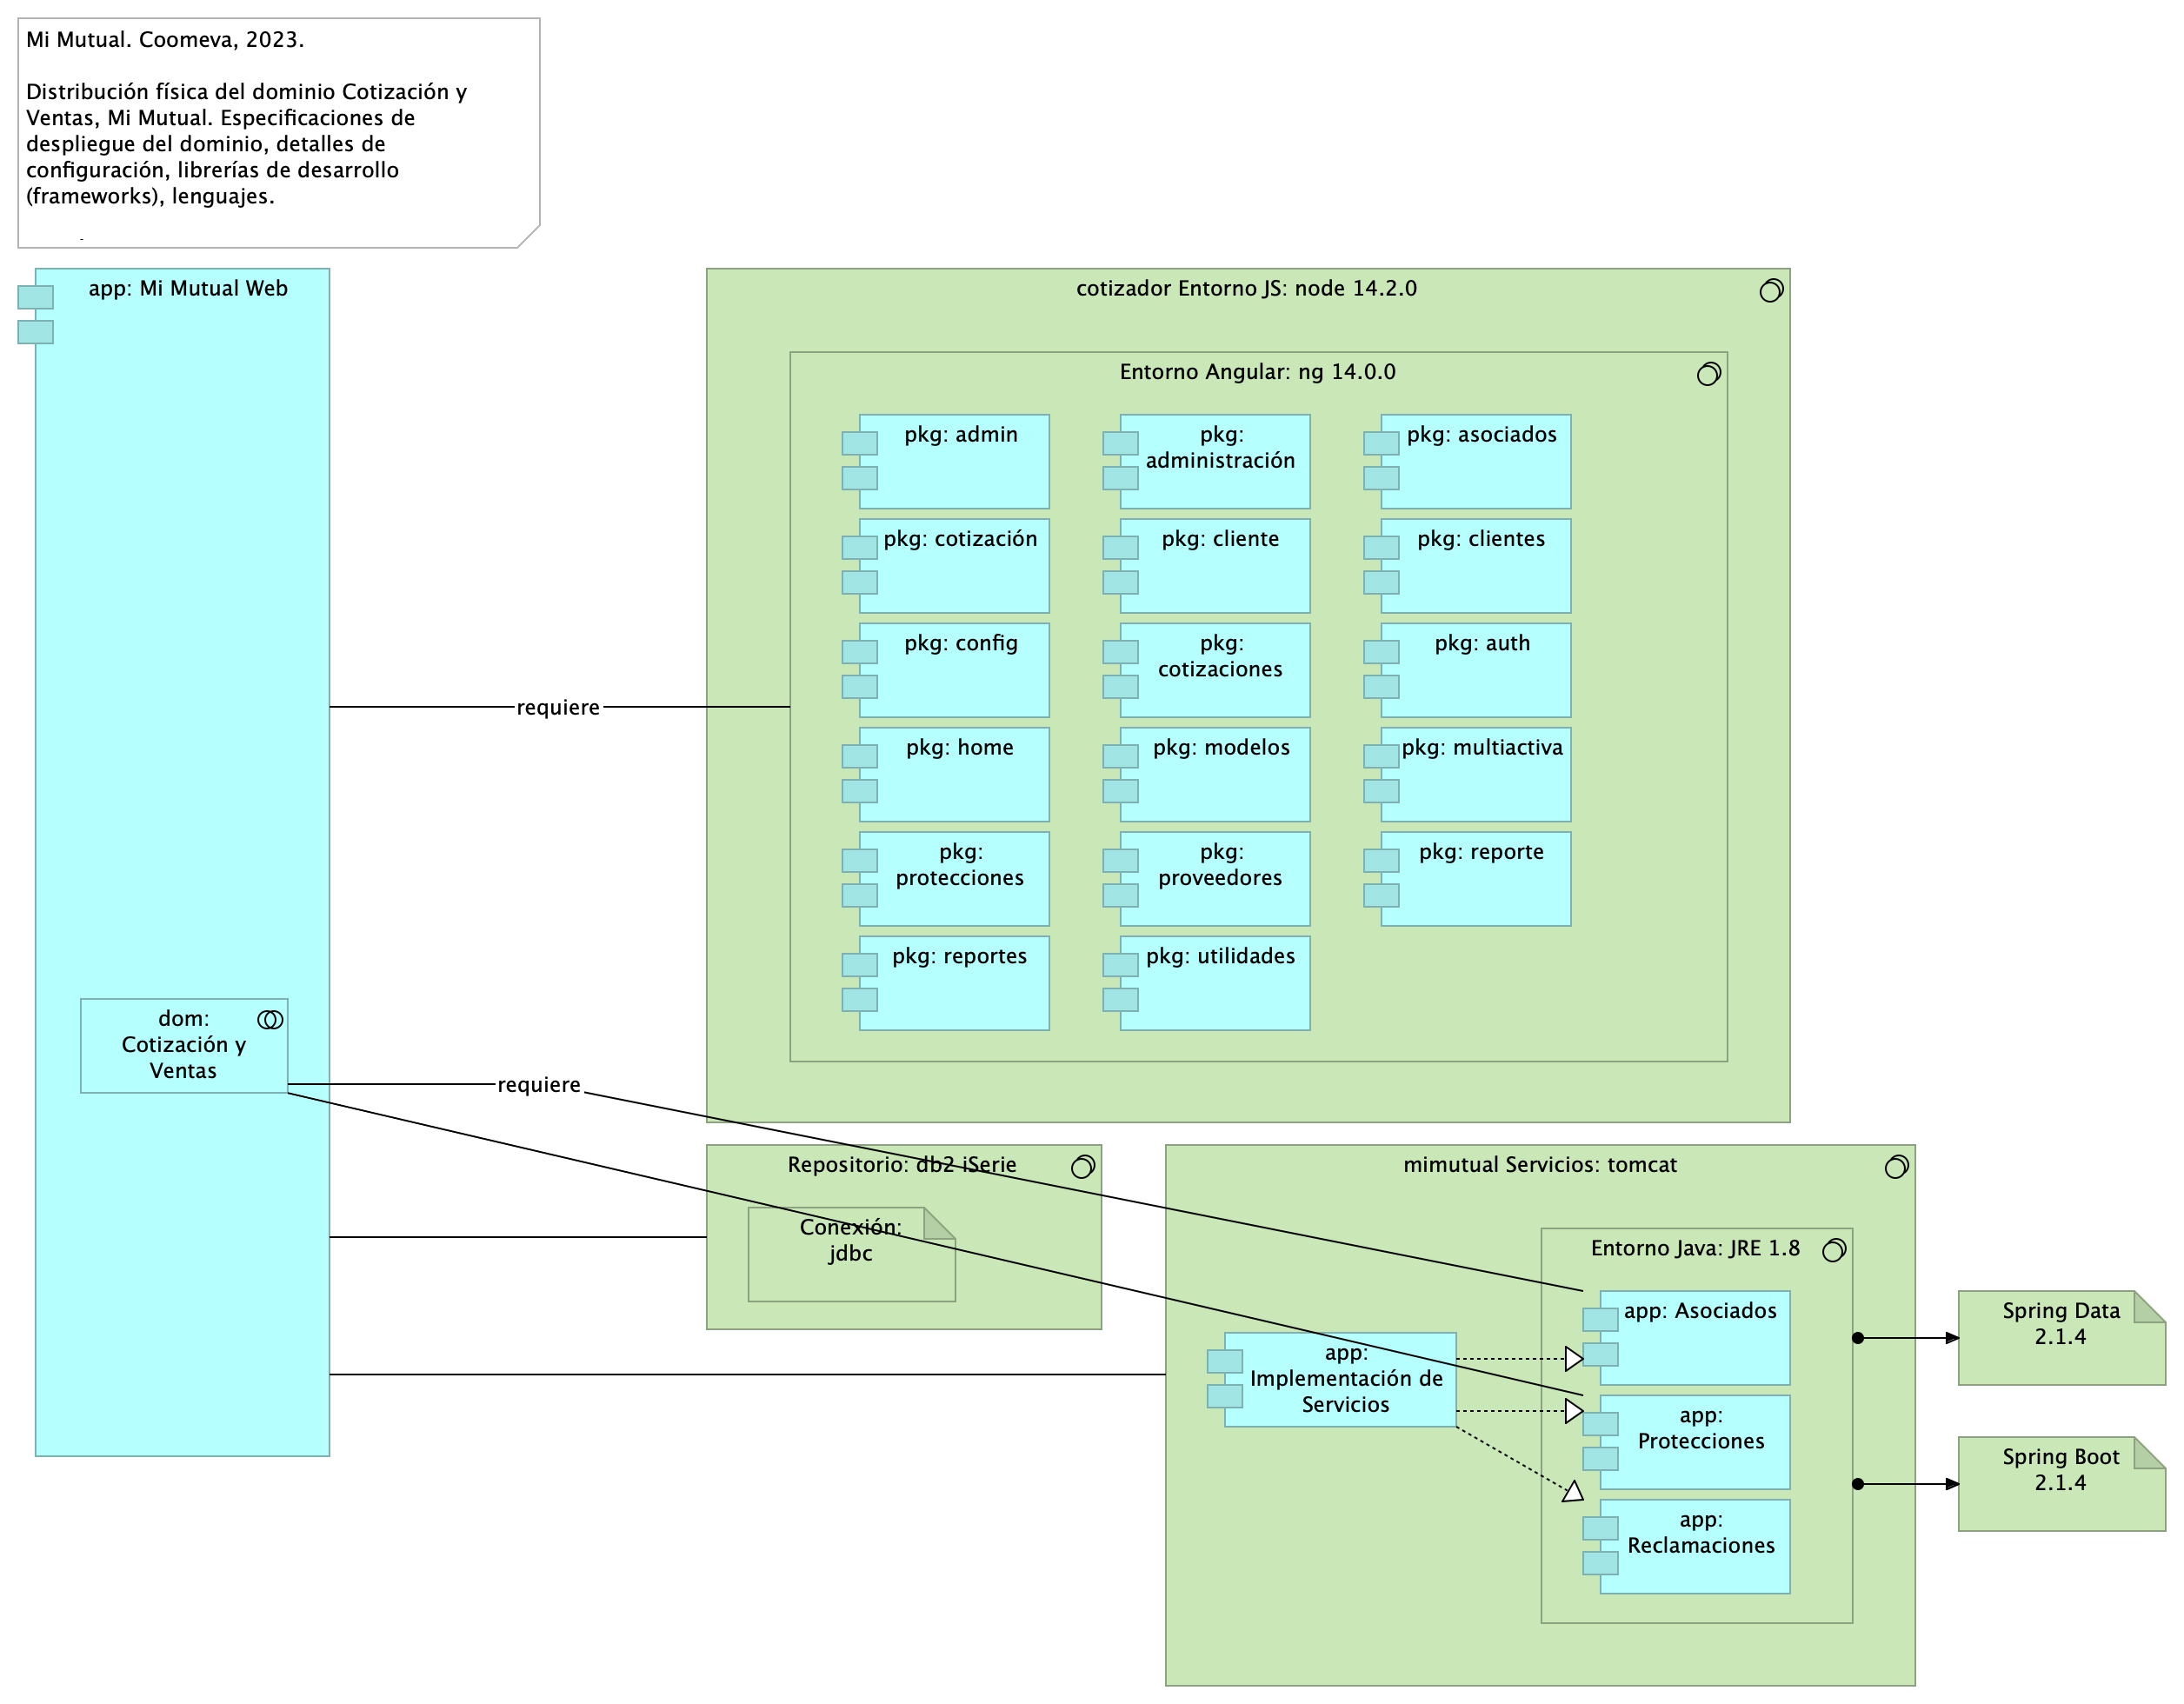 Mi Mutual. Coomeva, 2023.
Distribución física del dominio Cotización y
Ventas, Mi Mutual. Especificaciones de
despliegue del dominio, detalles de
configuración, librerías de desarrollo
(frameworks), lenguajes.
app: Mi Mutual Web
cotizador Entorno JS: node 14.2.0
Entorno Angular: ng 14.0.0
pkg: admin
pkg:
administración
pkg: asociados
pkg: cotización
pkg: cliente
pkg: clientes
pkg: config
pkg:
cotizaciones
pkg: auth
requiere
pkg: home
pkg: modelos
pkg: multiactiva
pkg:
protecciones
pkg:
proveedores
pkg: reporte
pkg: reportes
pkg: utilidades
dom:
Cotización y
Ventas
requiere
Repositorio: db2 iSerie
Conexión:
jdbc
mimutual Servicios: tomcat
Entorno Java: JRE 1.8
app: Asociados
app:
Implementación de
Servicios
app:
Protecciones
app:
Reclamaciones
Spring Data
2.1.4
Spring Boot
2.1.4